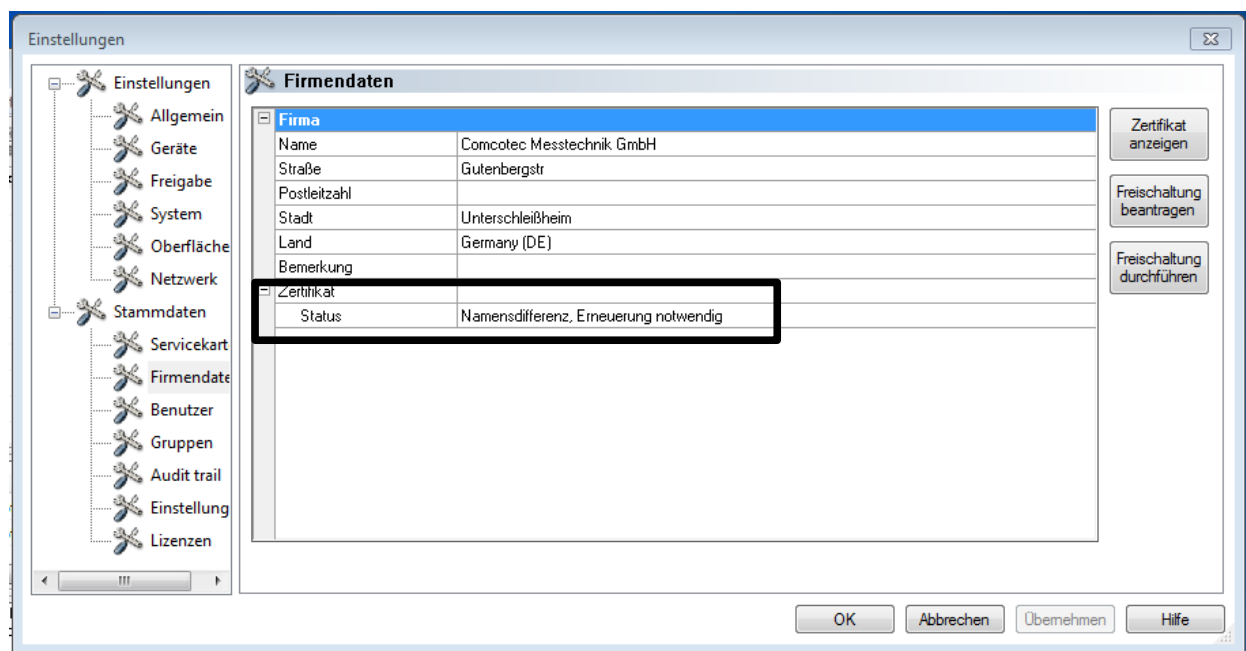 Einstellungen
Einstellungen
Allgemein
Geräte
Freigabe
System
Oberfläche
Netzwerk
Stammdaten
Servicekart
Firmendate
Benutzer
Gruppen
Audit trail
Einstellung
Lizenzen
Firmendaten
Firma
Name Comcotec Messtechnik GmbH
Straße Gutenbergstr
Postleitzahl
Stadt Unterschleißheim
Land Germany (DE)
Bemerkung
Zertifikat
Status Namensdifferenz, Erneuerung notwendig
Zertifikat
anzeigen
Freischaltung
beantragen
Freischaltung
durchführen
OK Abbrechen Übernehmen Hilfe